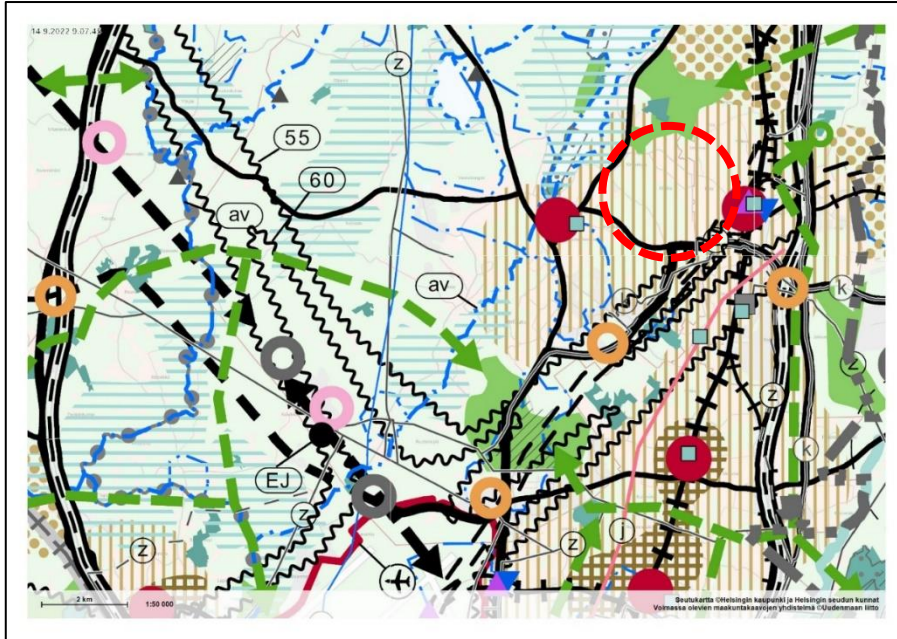 14.9.2022 9.07.48
z
55
60
av
av
k
z
z
k
EJ
z
z
z
j
2 km
1:50 000
Seutukartta ©Helsingin kaupunki ja Helsingin seudun kunnat
Voimassa olevien maakuntakaavojen yhdistelmä ©Uudenmaan liitto